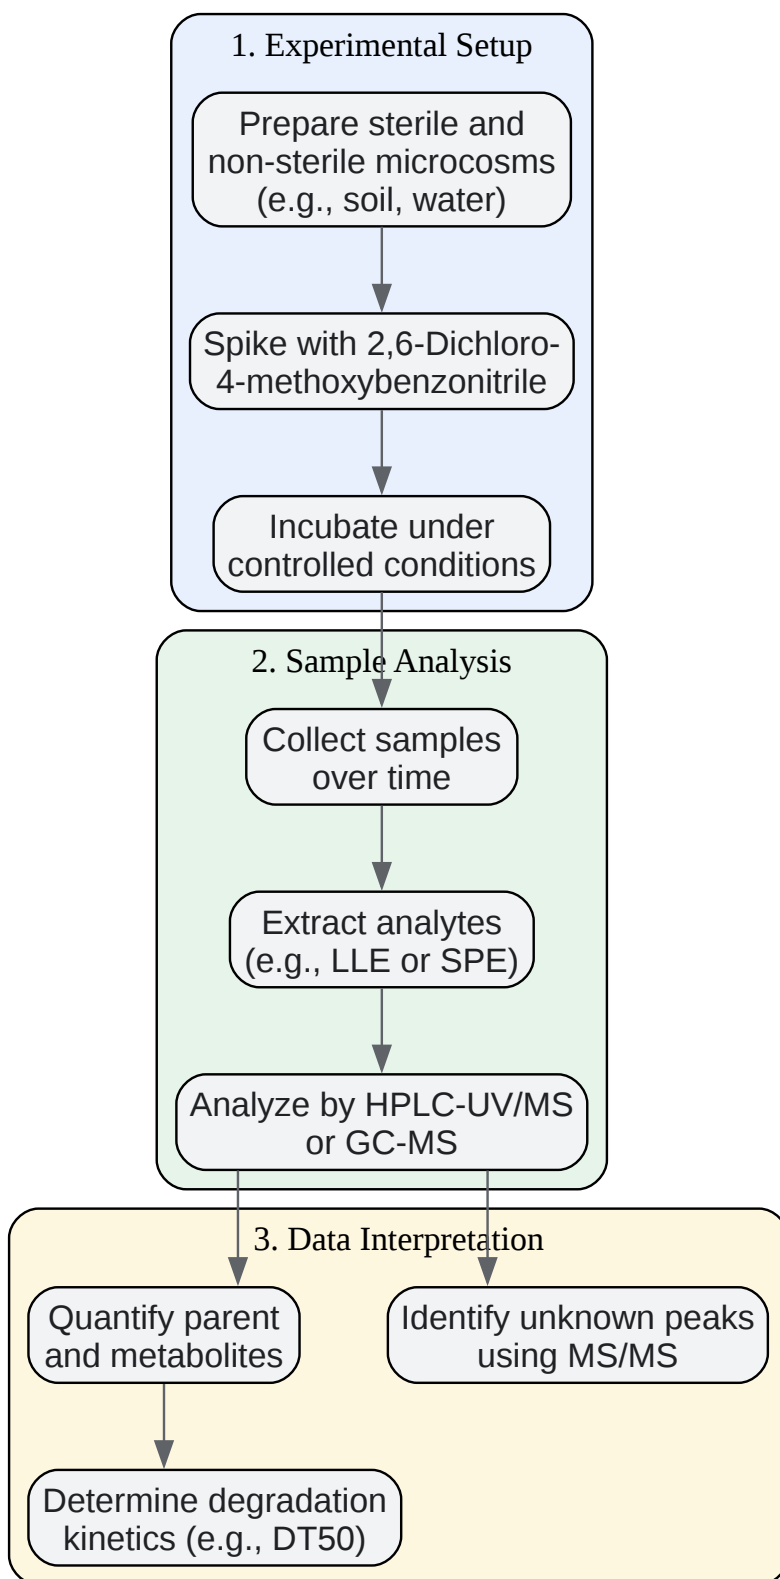 1. Experimental Setup
Prepare sterile and
non-sterile microcosms
(e.g., soil, water)
Spike with 2,6-Dichloro-
4-methoxybenzonitrile
Incubate under
controlled conditions
2. Sample Analysis
Collect samples
over time
Extract analytes
(e.g., LLE or SPE)
Analyze by HPLC-UV/MS
or GC-MS
3. Data Interpretation
Quantify parent
and metabolites
Identify unknown peaks
using MS/MS
Determine degradation
kinetics (e.g., DT50)